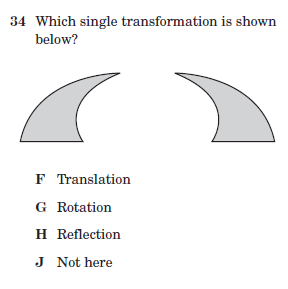 34 Which single transformation is shown
below?
F Translation
G Rotation
H Reflection
J Not here